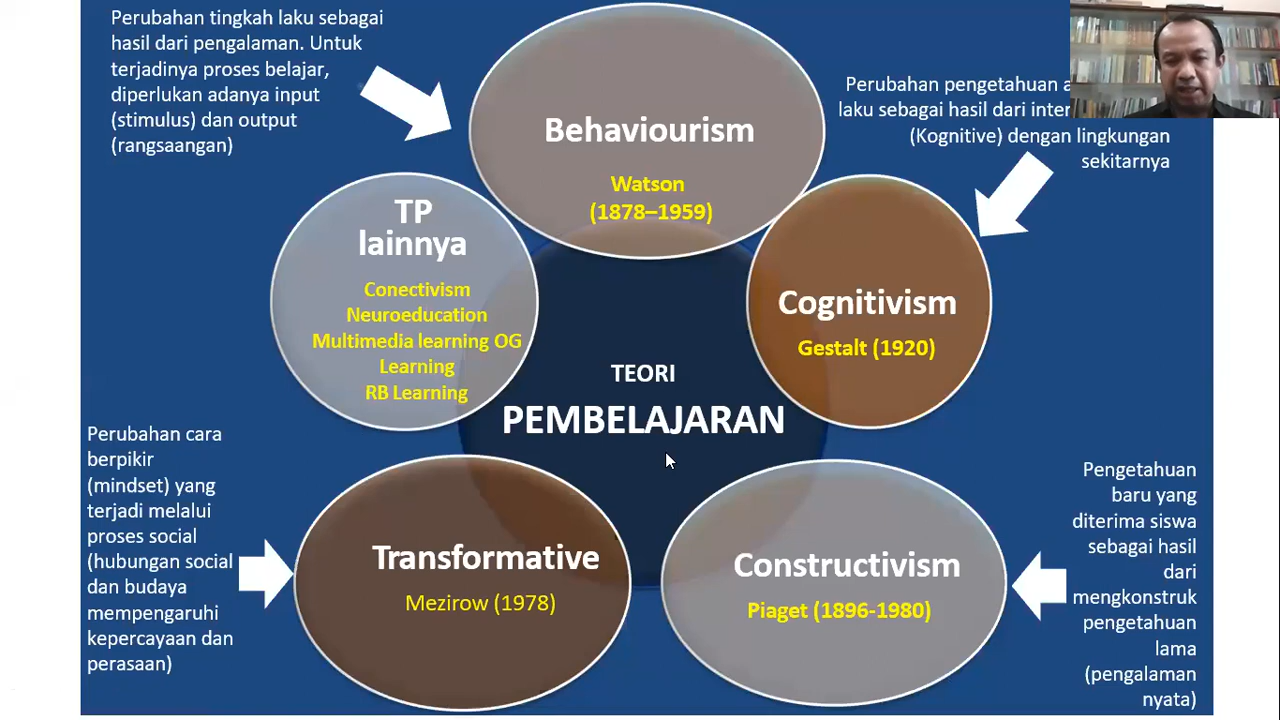 Perubahan tingkah laku sebagai
hasil dari pengalaman. Untuk
terjadinya proses belajar,
diperlukan adanya input
(stimulus) dan output
(rangsaangan)
Behaviourism
Watson
(1878–1959)
Perubahan pengetahuan
laku sebagai hasil dari
(Kognitive) dengan lingkungan
sekitarnya
TP
lainnya
Conectivism
Neuroeducation
Multimedia learning OG
Learning
RB Learning
Cognitivism
Gestalt (1920)
TEORI
PEMBELAJARAN
Perubahan cara
berpikir
(mindset) yang
terjadi melalui
proses social
(hubungan social
dan budaya
mempengaruhi
kepercayaan dan
perasaan)
Transformative
Mezirow (1978)
Constructivism
Piaget (1896-1980)
Pengetahuan
baru yang
diterima siswa
sebagai hasil
dari
mengkonstruk
pengetahuan
lama
(pengalaman
nyata)